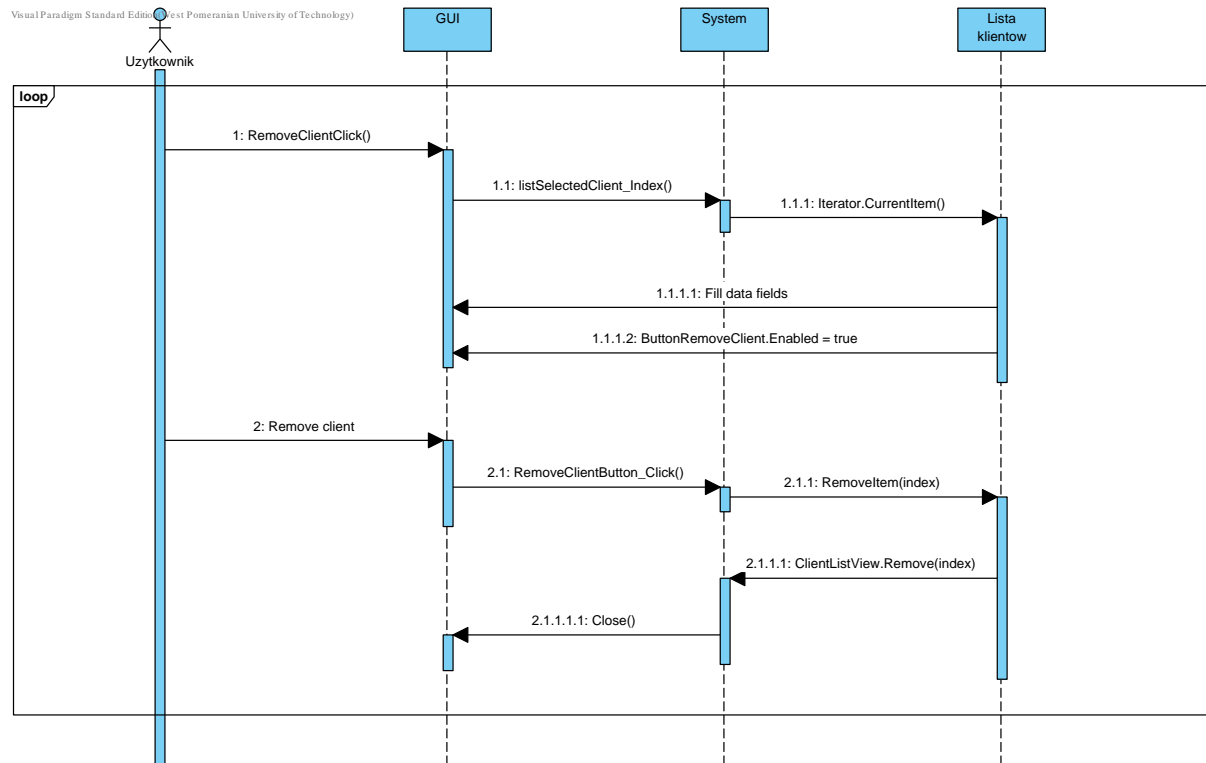 Visual Paradigm Standard Edition(West Pomeranian University of Technology)
Uzytkownik
GUI
System
Lista
klientow
loop
1: RemoveClientClick()
1.1: listSelectedClient_Index()
1.1.1: Iterator.CurrentItem()
1.1.1.1: Fill data fields
1.1.1.2: ButtonRemoveClient.Enabled = true
2: Remove client
2.1: RemoveClientButton_Click()
2.1.1: RemoveItem(index)
2.1.1.1: ClientListView.Remove(index)
2.1.1.1.1: Close()